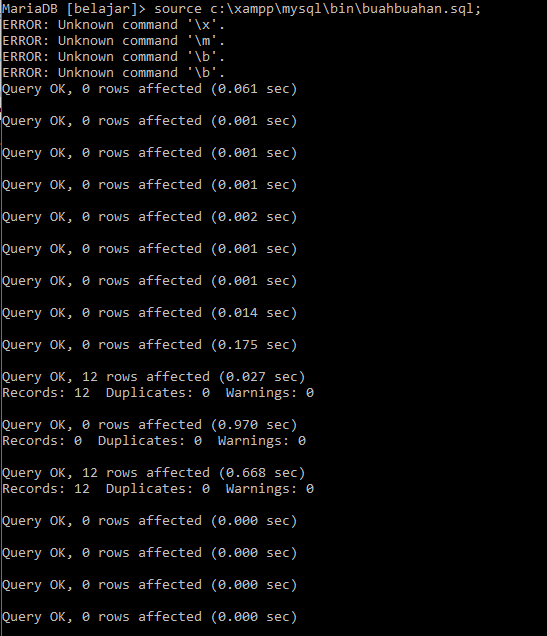 MariaDB [belajar]> source c:\xampp\mysql\bin\buahbuahan.sql;
ERROR: Unknown command '\x'.
ERROR: Unknown command '\m'.
ERROR: Unknown command '\b'.
ERROR: Unknown command '\b'.
Query OK, 0 rows affected (0.061 sec)
Query OK, 0 rows affected (0.001 sec)
Query OK, 0 rows affected (0.001 sec)
Query OK, 0 rows affected (0.001 sec)
Query OK, 0 rows affected (0.002 sec)
Query OK, 0 rows affected (0.001 sec)
Query OK, 0 rows affected (0.001 sec)
Query OK, 0 rows affected (0.014 sec)
Query OK, 0 rows affected (0.175 sec)
Query OK, 12 rows affected (0.027 sec)
Records: 12  Duplicates: 0  Warnings: 0
Query OK, 0 rows affected (0.970 sec)
Records: 0  Duplicates: 0  Warnings: 0
Query OK, 12 rows affected (0.668 sec)
Records: 12  Duplicates: 0  Warnings: 0
Query OK, 0 rows affected (0.000 sec)
Query OK, 0 rows affected (0.000 sec)
Query OK, 0 rows affected (0.000 sec)
Query OK, 0 rows affected (0.000 sec)